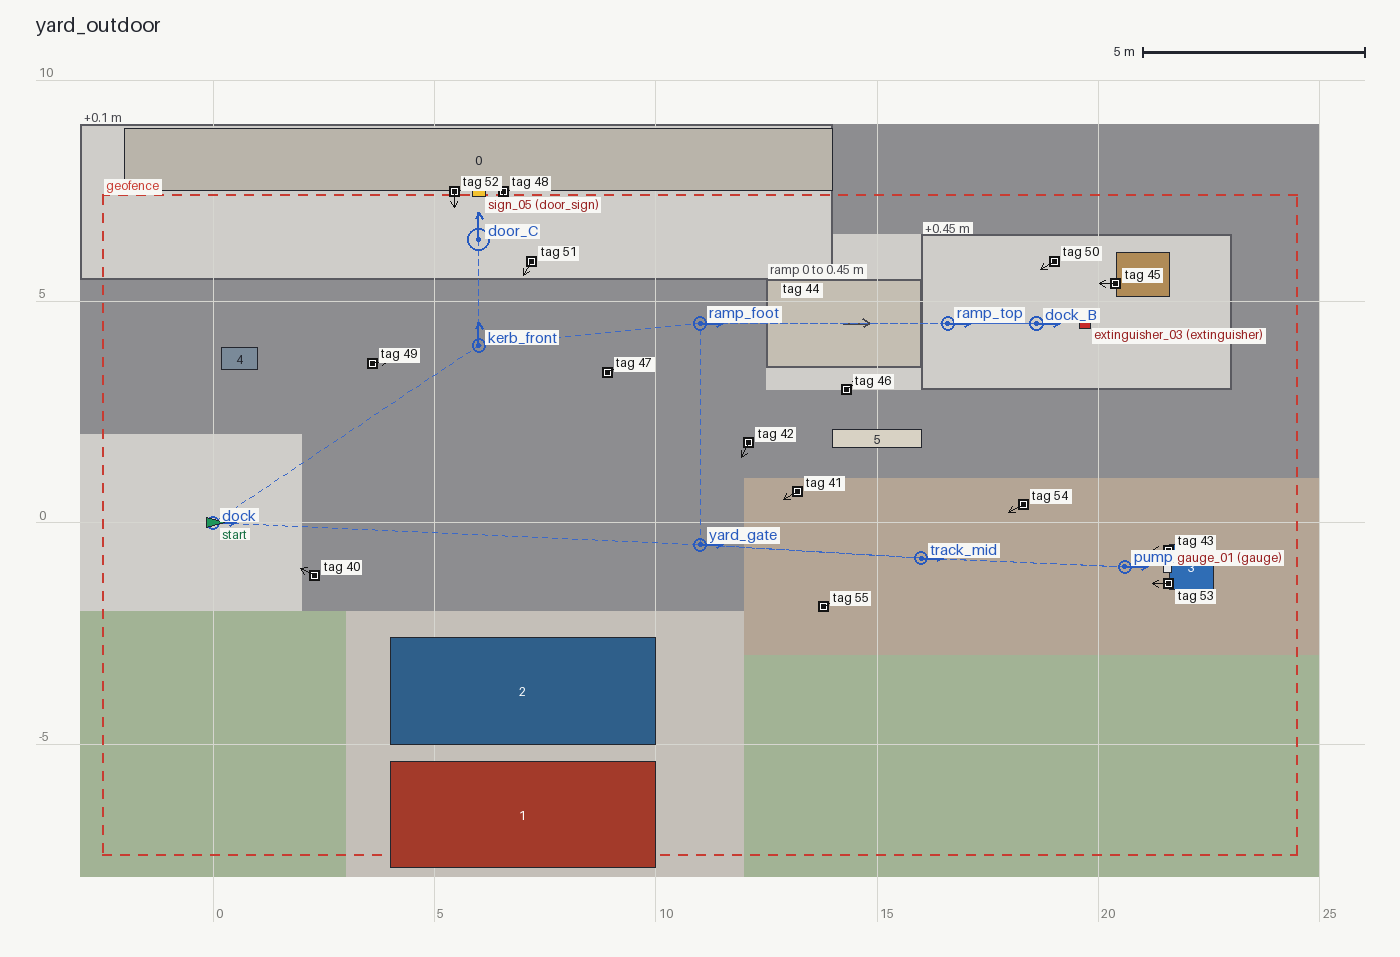 yard_outdoor
5 m
10
+0.1 m
0
tag 52
tag 48
geofence
sign_05 (door_sign)
door_C
+0.45 m
tag 51
tag 50
ramp 0 to 0.45 m
tag 45
tag 44
5
ramp_foot
ramp_top
dock_B
kerb_front
extinguisher_03 (extinguisher)
4
tag 49
tag 47
tag 46
tag 42
5
tag 41
tag 54
0
dock
start
yard_gate
track_mid
tag 43
pump
gauge_01 (gauge)
3
tag 40
tag 55
tag 53
2
-5
1
0
5
10
15
20
25